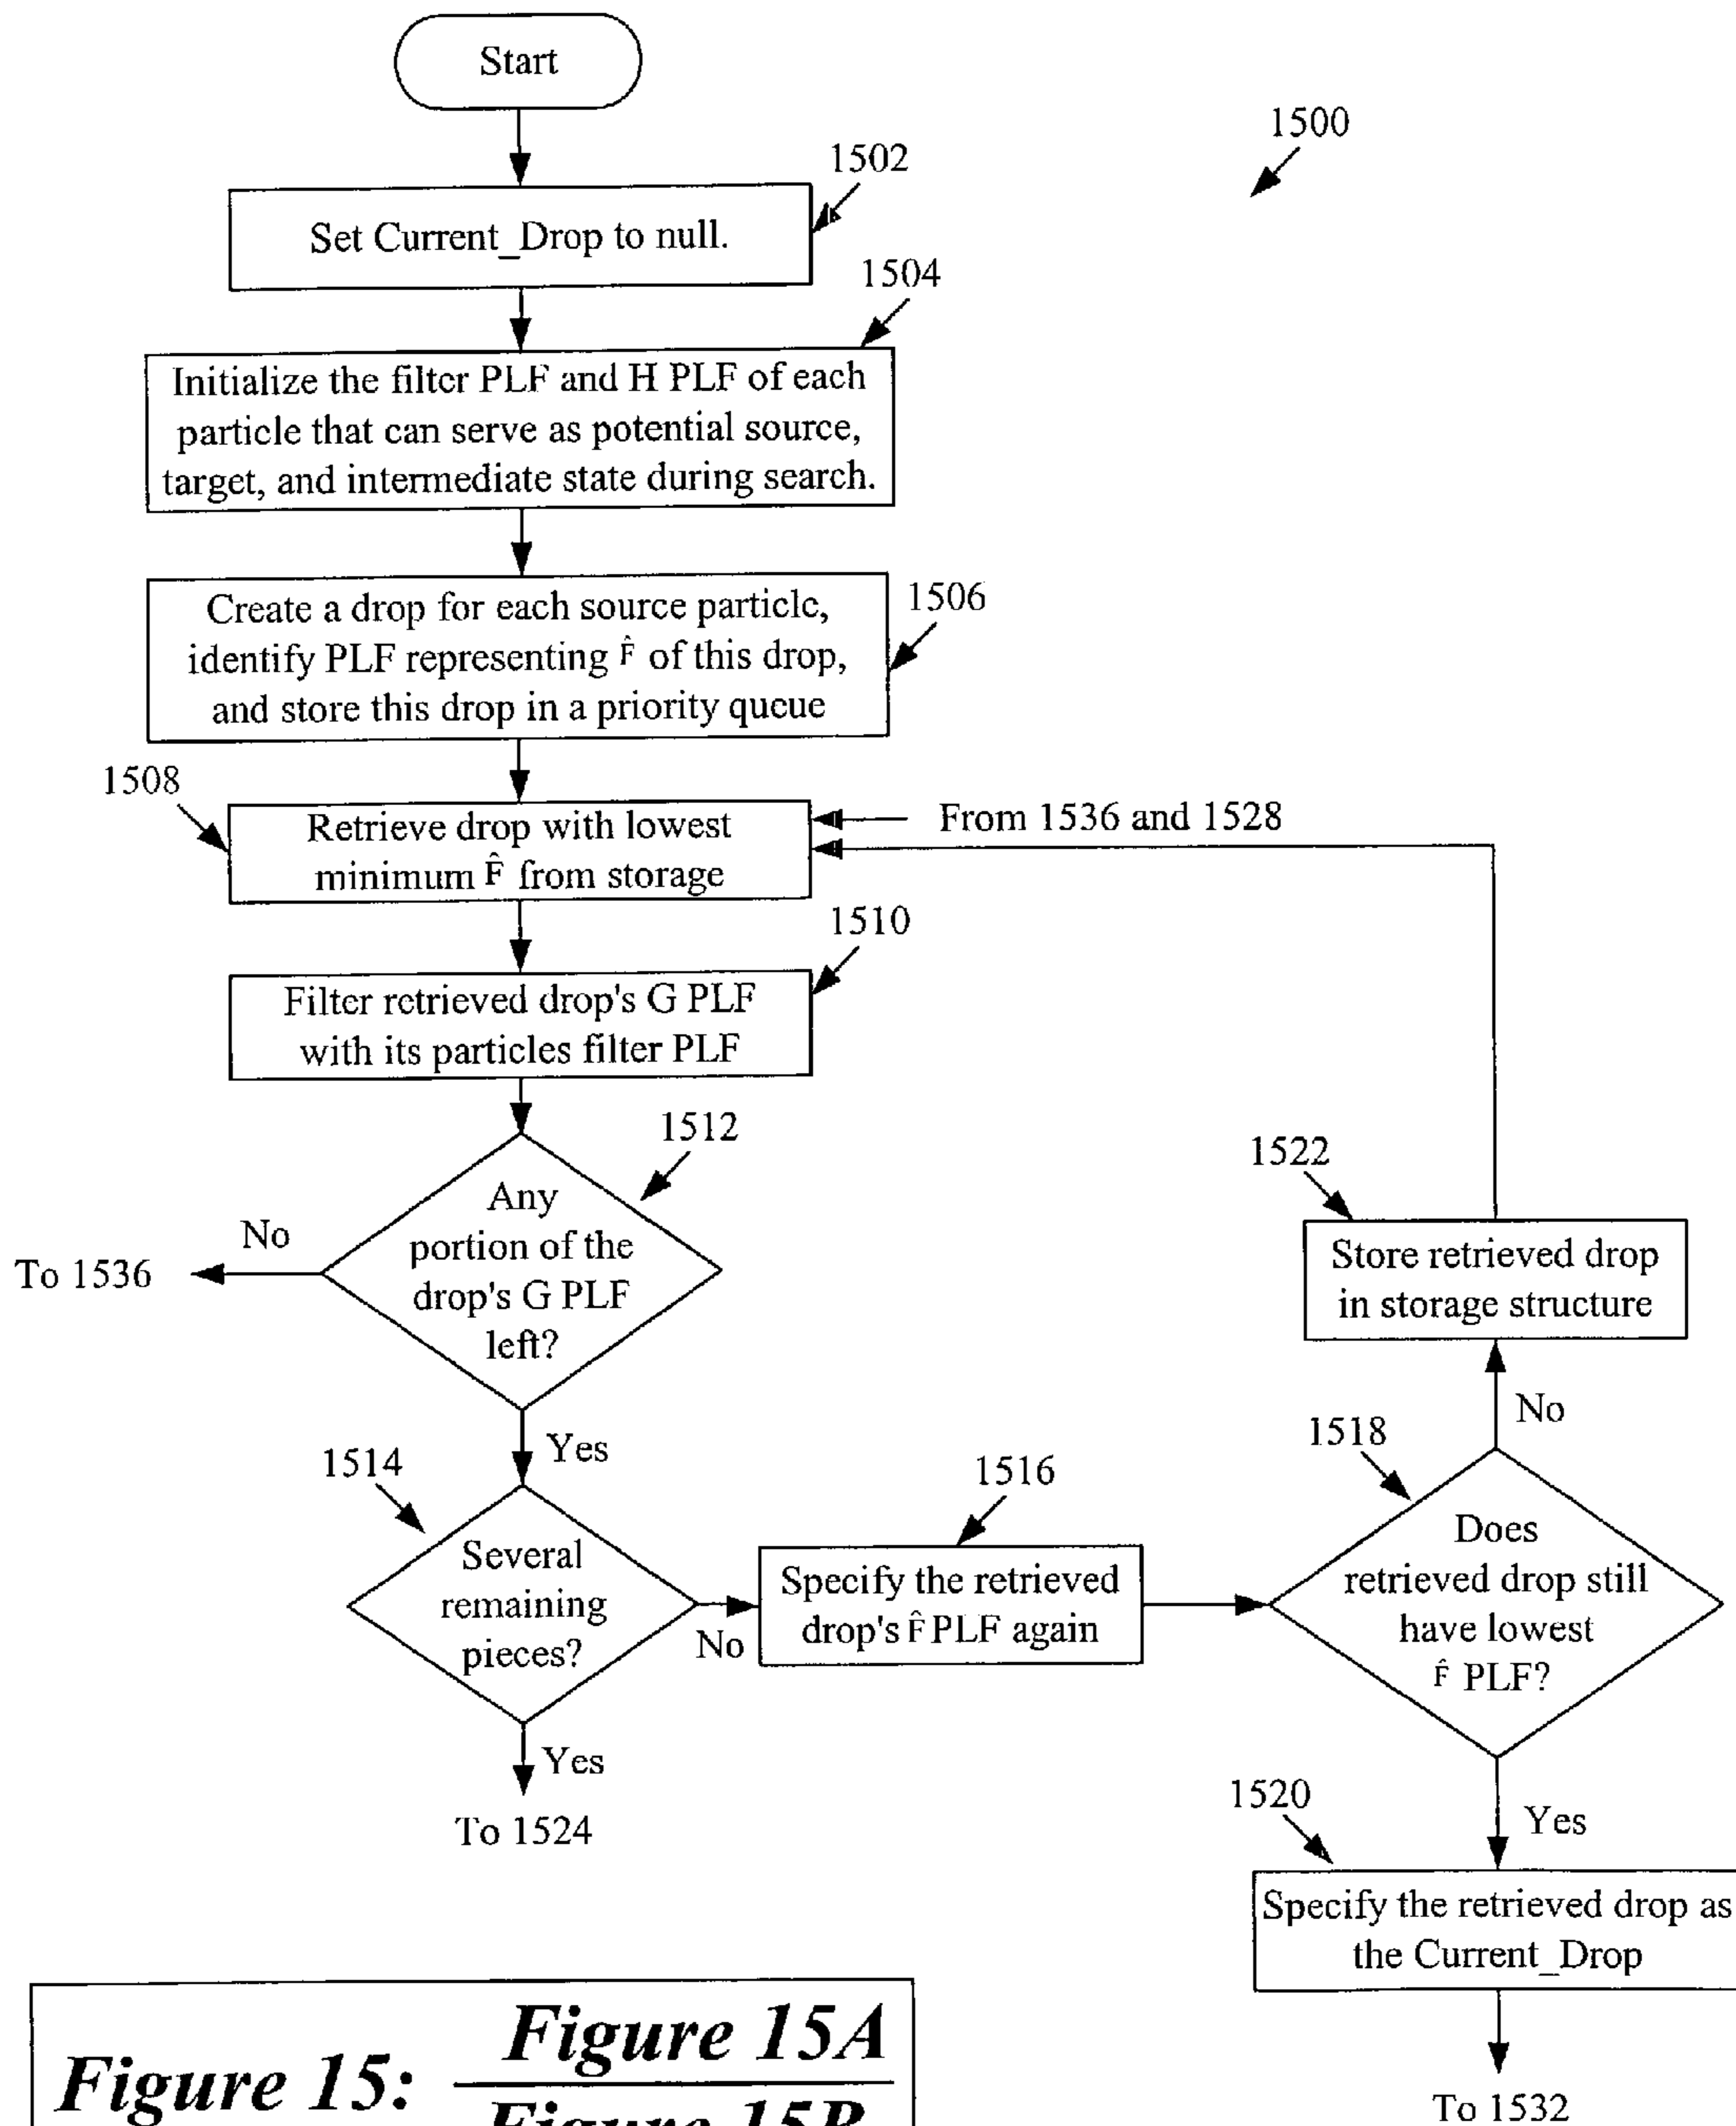 Start
1500
1502
Set Current_Drop to null.
1504
Initialize the filter PLF and H PLF of each
particle that can serve as potential source,
target, and intermediate state during search.
1506
Create a drop for each source particle,
identify PLF representing F̂ of this drop,
and store this drop in a priority queue
1508
Retrieve drop with lowest
minimum F̂ from storage
From 1536 and 1528
1510
Filter retrieved drop's G PLF
with its particles filter PLF
1512
Any
portion of the
drop's G PLF
left?
No
To 1536
Yes
1514
Several
remaining
pieces?
No
Yes
To 1524
1516
Specify the retrieved
drop's F̂ PLF again
1518
Does
retrieved drop still
have lowest
F̂ PLF?
No
1522
Store retrieved drop
in storage structure
Yes
1520
Specify the retrieved drop as
the Current_Drop
To 1532
Figure 15:
Figure 15A
Figure 15B